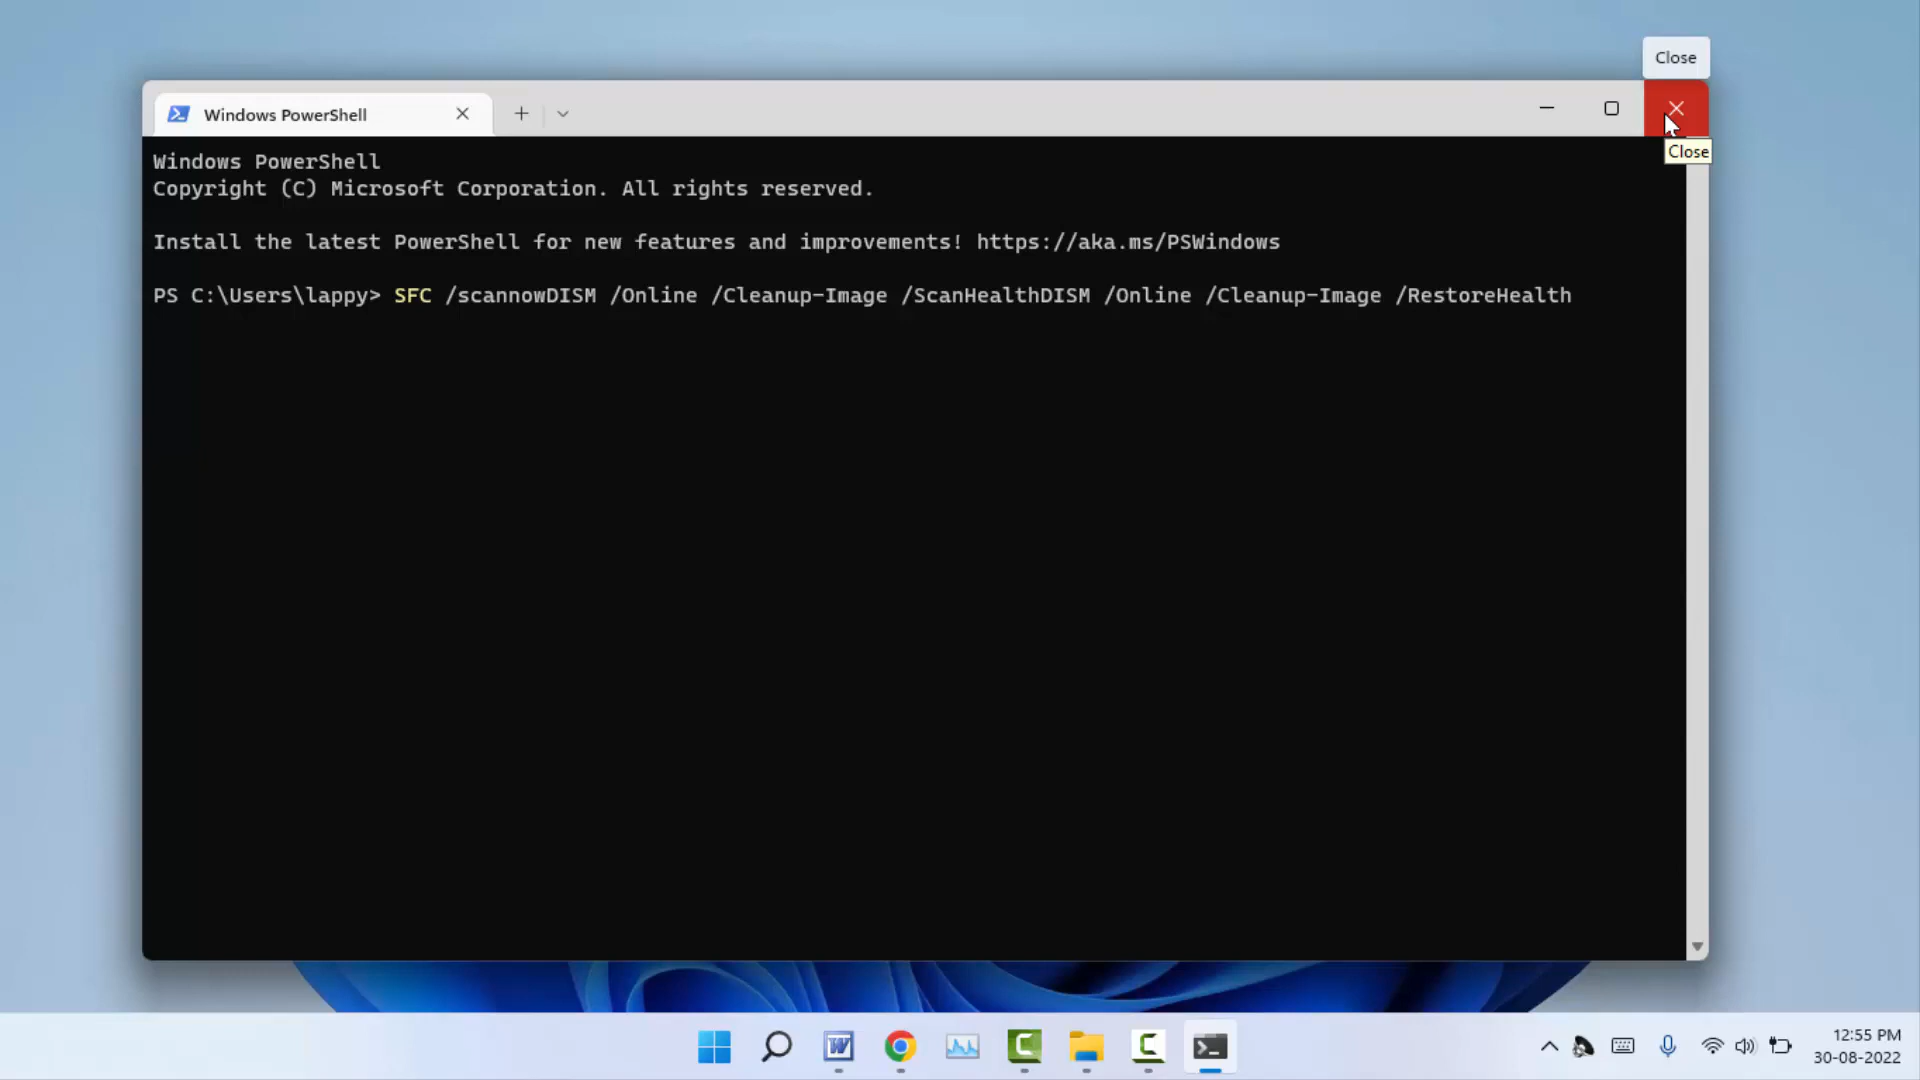 Close
Windows PowerShell
Close
Windows PowerShell
Copyright (C) Microsoft Corporation. All rights reserved.
Install the latest PowerShell for new features and improvements! https://aka.ms/PSWindows
PS C:\Users\lappy> SFC /scannowDISM /Online /Cleanup-Image /ScanHealthDISM /Online /Cleanup-Image /RestoreHealth
12:55 PM
30-08-2022